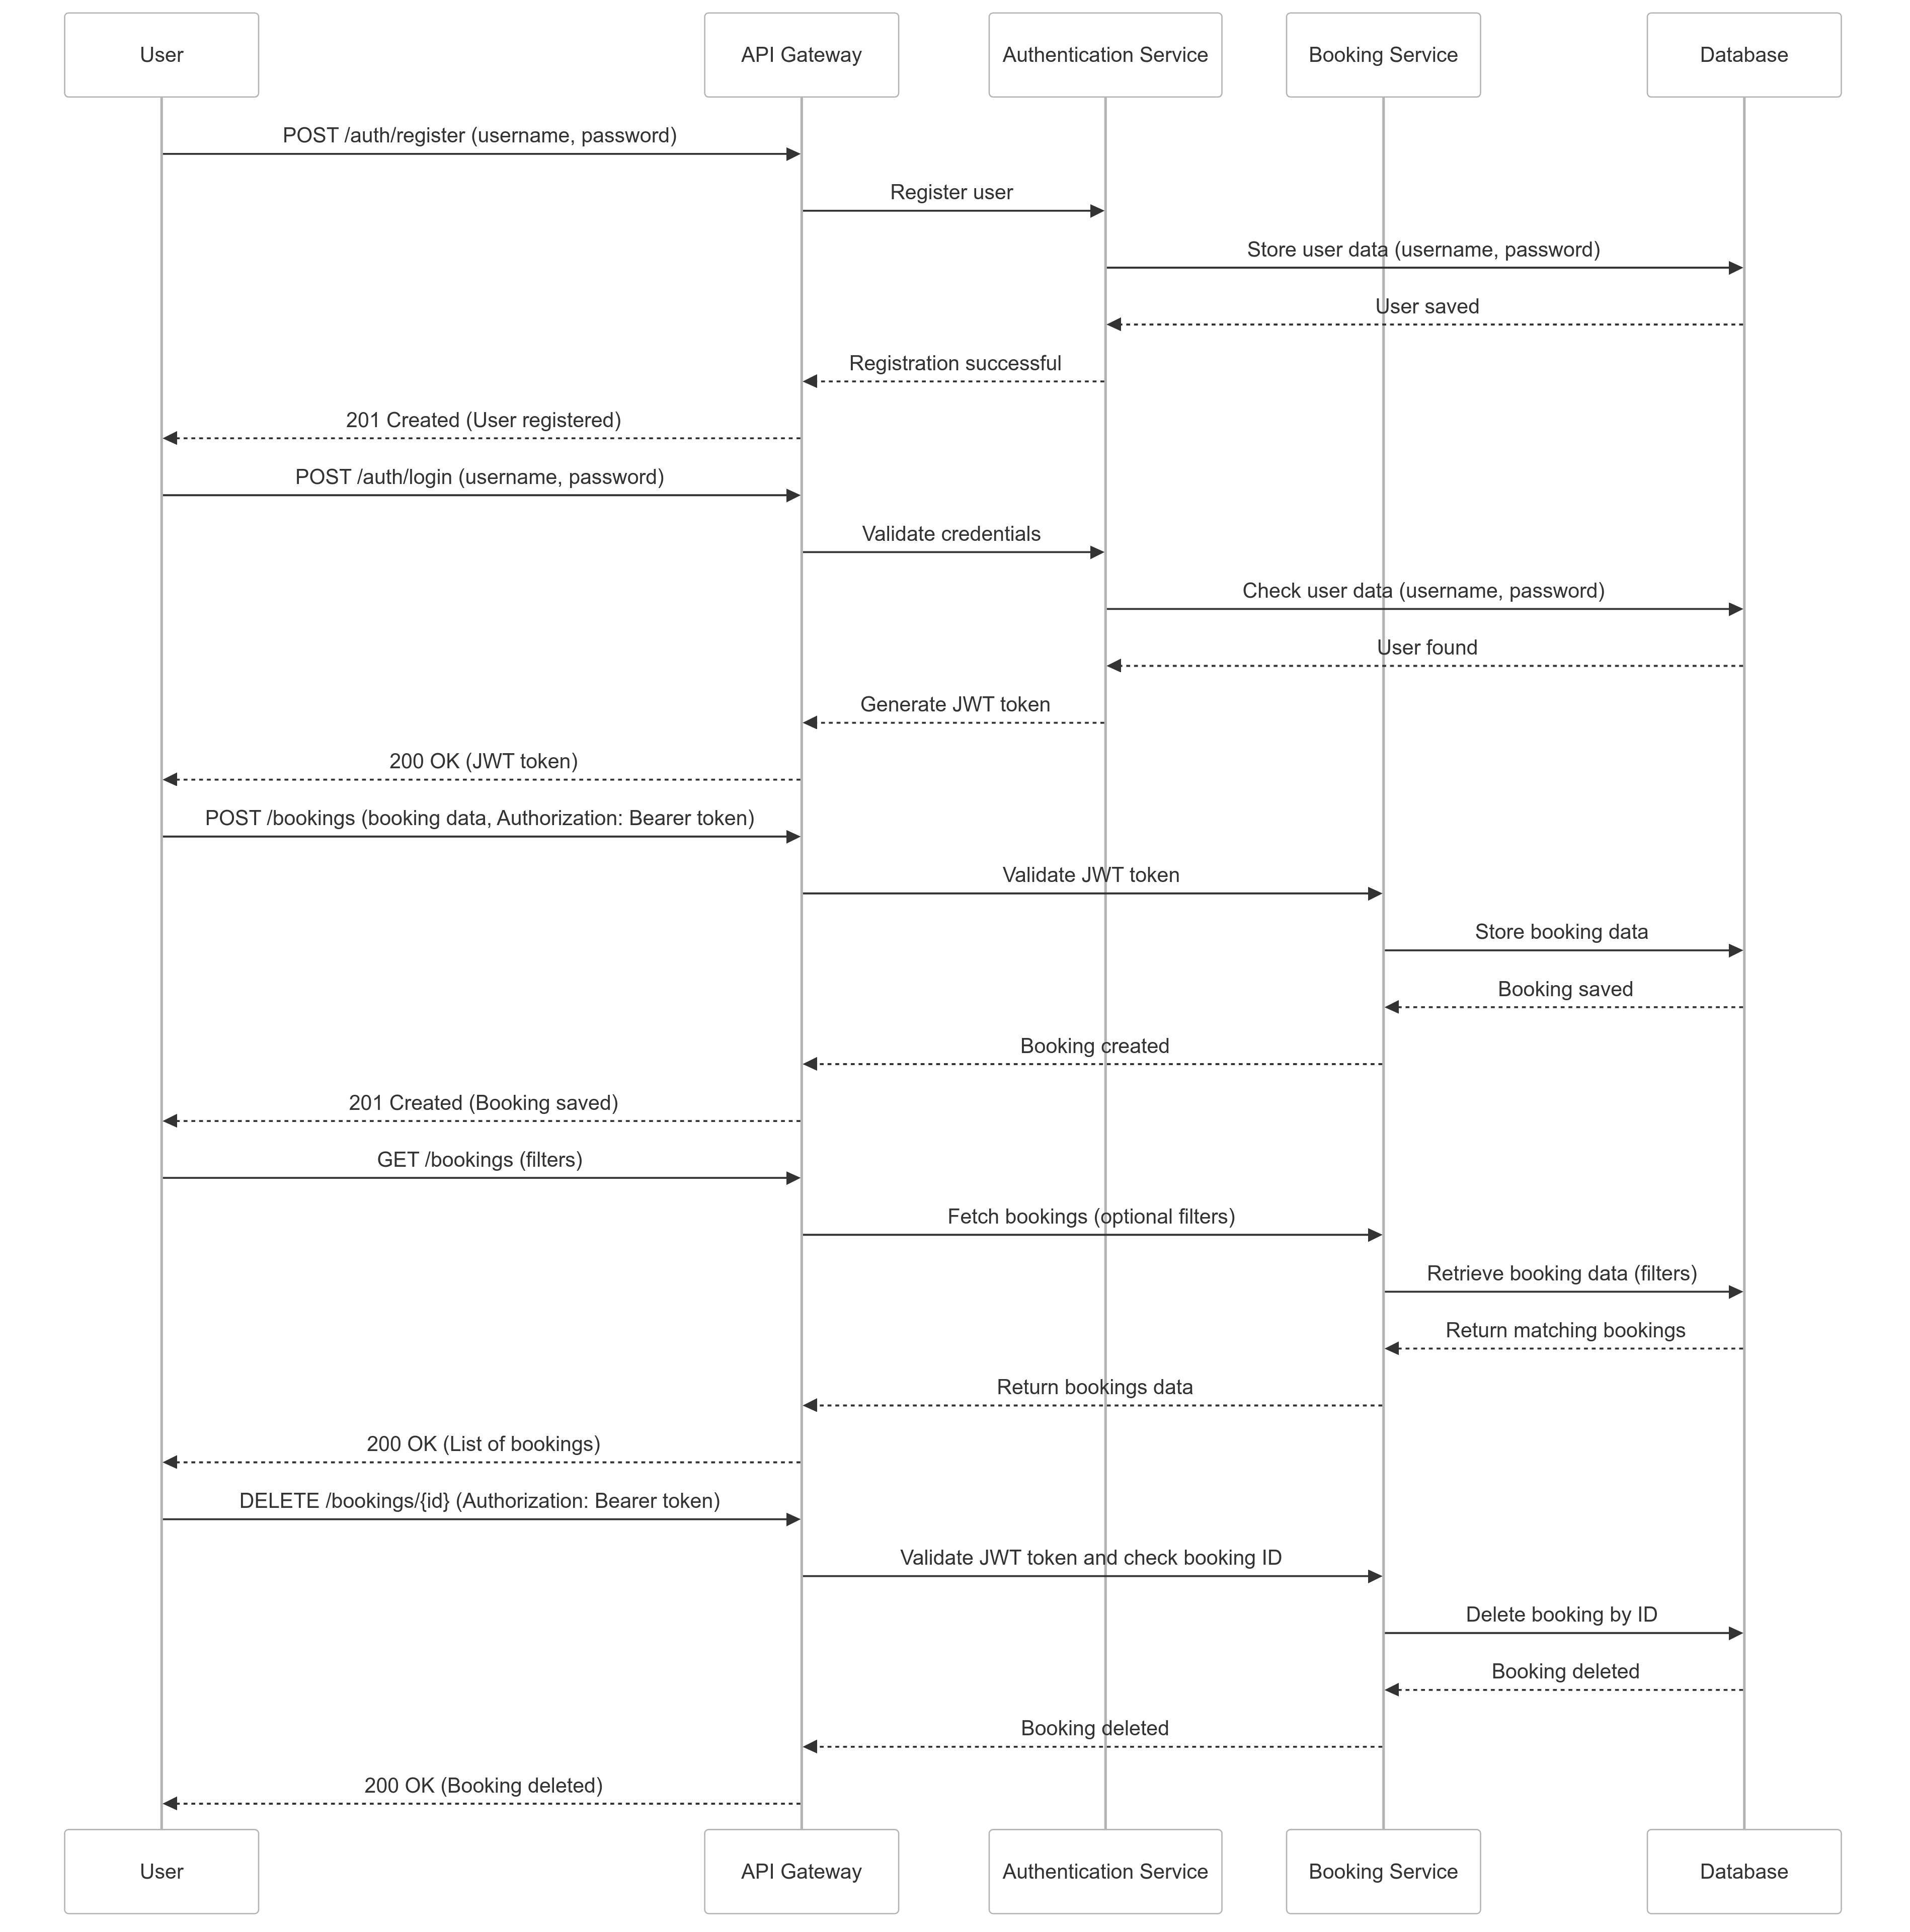 User
API Gateway
Authentication Service
Booking Service
Database
POST /auth/register (username, password)
Register user
Store user data (username, password)
User saved
Registration successful
201 Created (User registered)
POST /auth/login (username, password)
Validate credentials
Check user data (username, password)
User found
Generate JWT token
200 OK (JWT token)
POST /bookings (booking data, Authorization: Bearer token)
Validate JWT token
Store booking data
Booking saved
Booking created
201 Created (Booking saved)
GET /bookings (filters)
Fetch bookings (optional filters)
Retrieve booking data (filters)
Return matching bookings
Return bookings data
200 OK (List of bookings)
DELETE /bookings/{id} (Authorization: Bearer token)
Validate JWT token and check booking ID
Delete booking by ID
Booking deleted
Booking deleted
200 OK (Booking deleted)
User
API Gateway
Authentication Service
Booking Service
Database